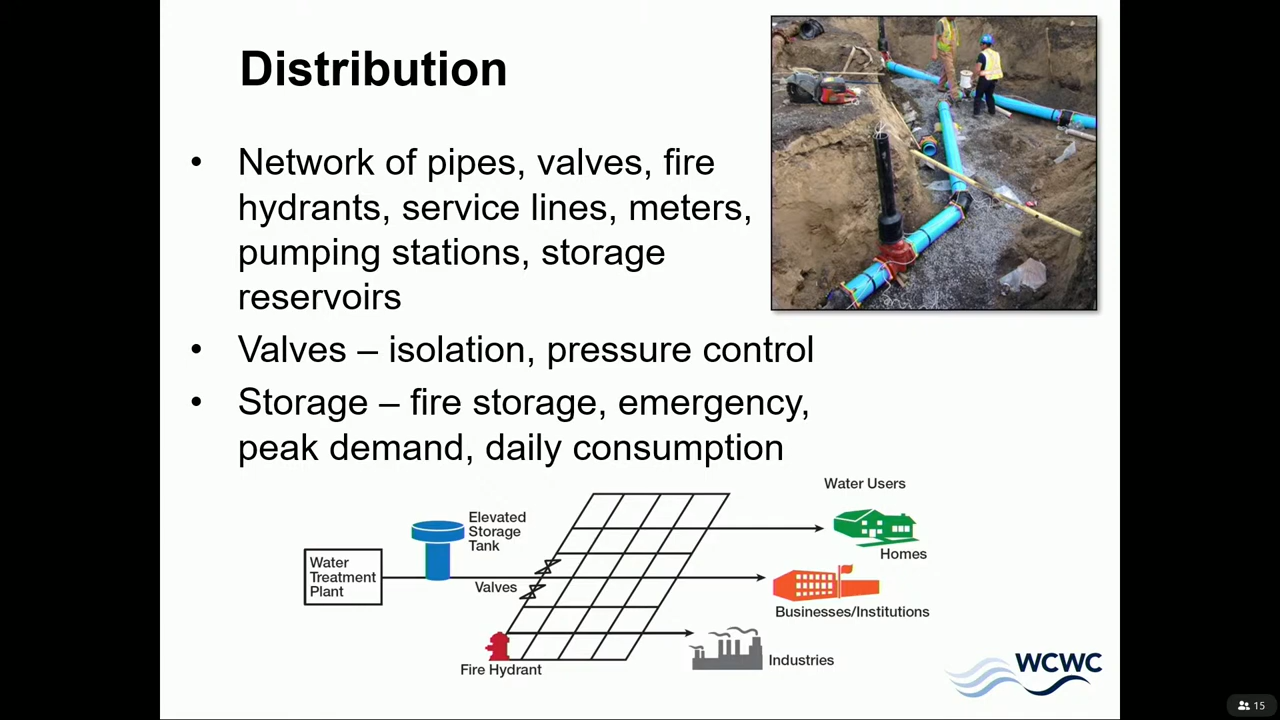 Distribution
• Network of pipes, valves, fire
hydrants, service lines, meters,
pumping stations, storage
reservoirs
• Valves – isolation, pressure control
• Storage – fire storage, emergency,
peak demand, daily consumption
Water Users
Elevated
Storage
Tank
Homes
Water
Treatment
Plant
Valves
Businesses/Institutions
Industries
Fire Hydrant
WCWC
15